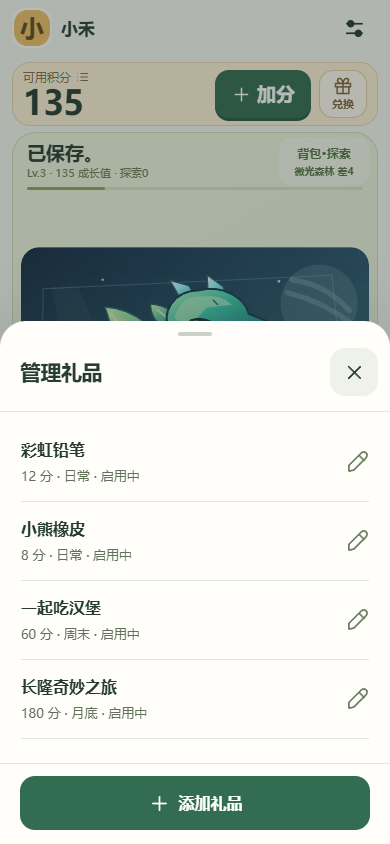 小 小禾
可用积分
135
加分
兑换
已保存。
Lv.3 · 135 成长值 · 探索0
背包•探索
微光森林 差4
管理礼品
彩虹铅笔
12 分 · 日常 · 启用中
小熊橡皮
8 分 · 日常 · 启用中
一起吃汉堡
60 分 · 周末 · 启用中
长隆奇妙之旅
180 分 · 月底 · 启用中
添加礼品